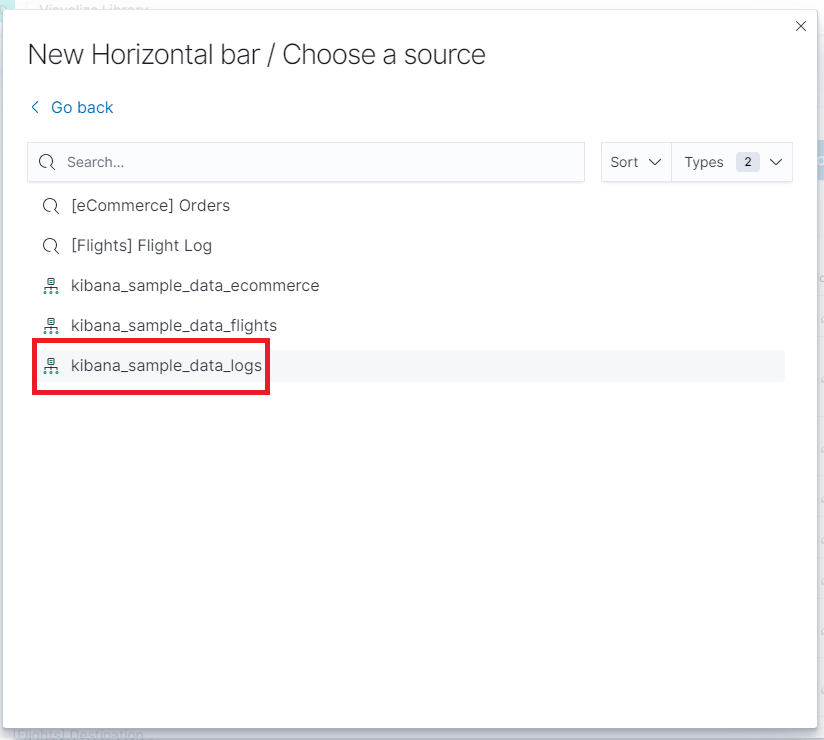 Visualize Library
New Horizontal bar / Choose a source
Go back
Search...
Sort
Types 2
[eCommerce] Orders
[Flights] Flight Log
kibana_sample_data_ecommerce
kibana_sample_data_flights
kibana_sample_data_logs
[Flights] Destination